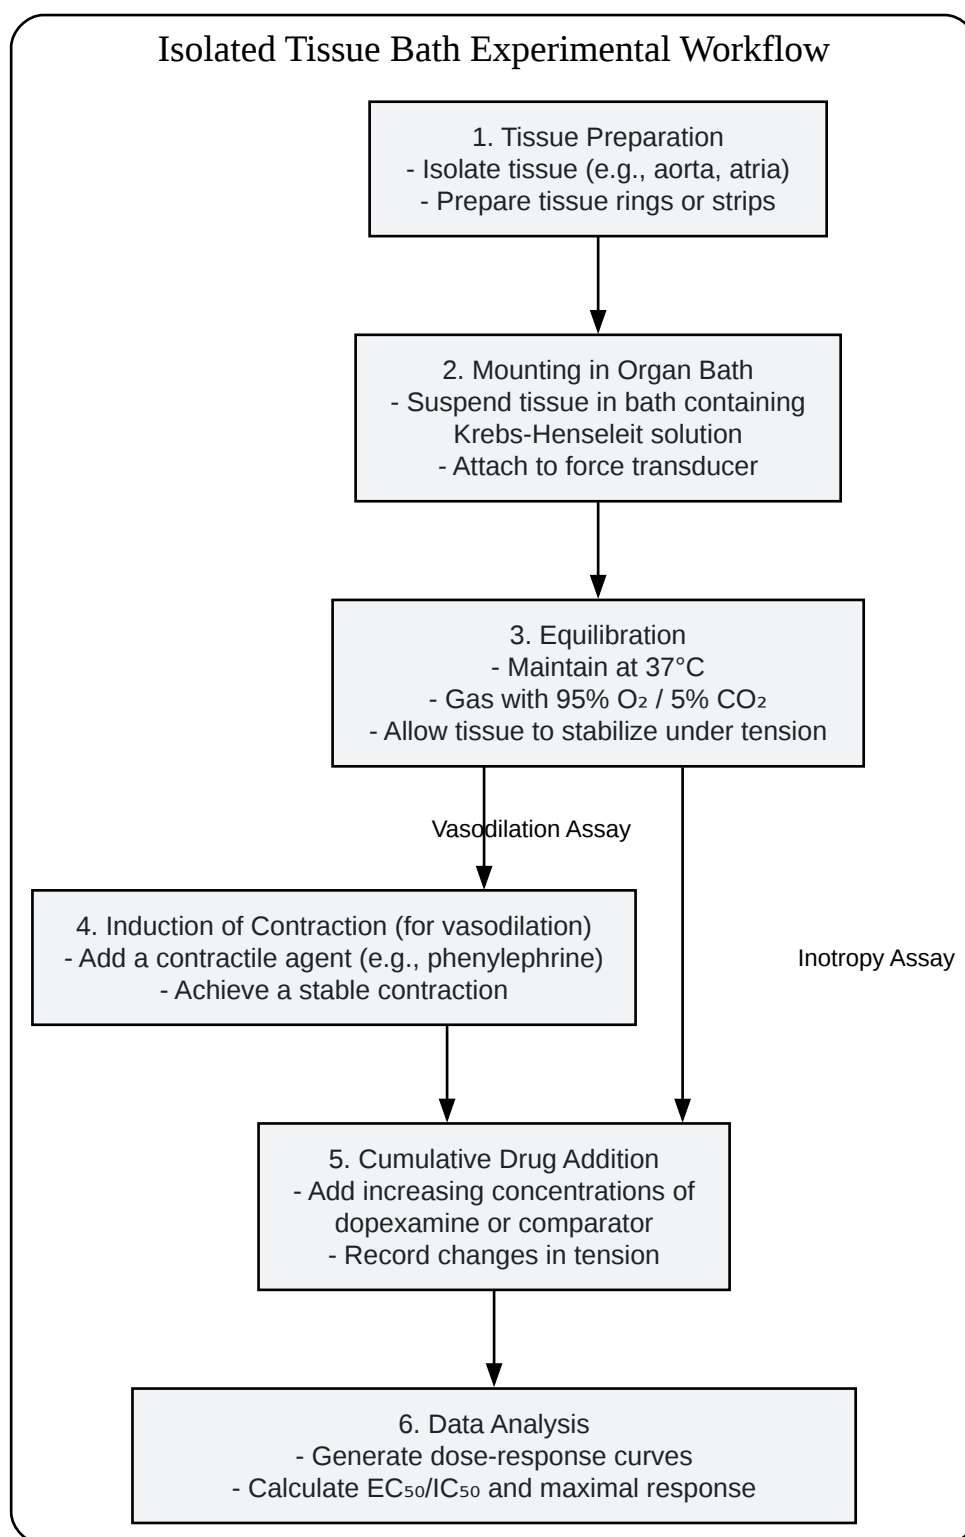 Isolated Tissue Bath Experimental Workflow
1. Tissue Preparation
- Isolate tissue (e.g., aorta, atria)
- Prepare tissue rings or strips
2. Mounting in Organ Bath
- Suspend tissue in bath containing
Krebs-Henseleit solution
- Attach to force transducer
3. Equilibration
- Maintain at 37°C
- Gas with 95% O₂ / 5% CO₂
- Allow tissue to stabilize under tension
Vasodilation Assay
4. Induction of Contraction (for vasodilation)
- Add a contractile agent (e.g., phenylephrine)
- Achieve a stable contraction
Inotropy Assay
5. Cumulative Drug Addition
- Add increasing concentrations of
dopexamine or comparator
- Record changes in tension
6. Data Analysis
- Generate dose-response curves
- Calculate EC₅₀/IC₅₀ and maximal response